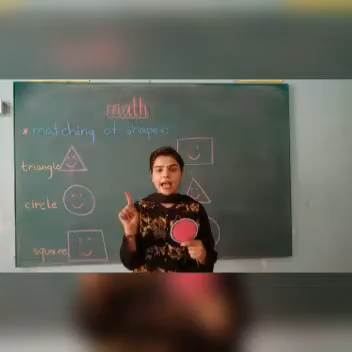 math
* matching of shapes:
triangle
circle
square